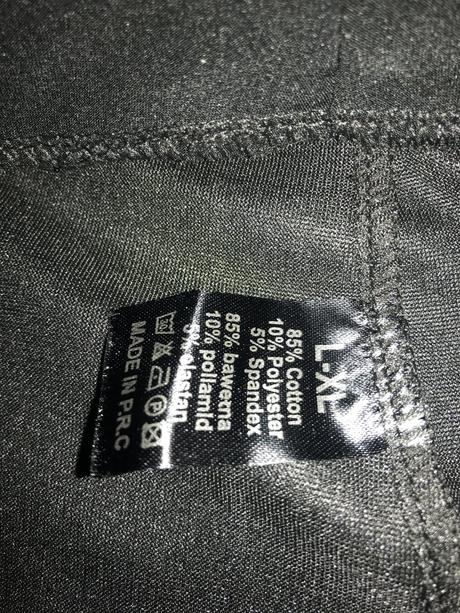 L-XL
85% Cotton
10% Polyester
5% Spandex
85% bawełna
10% poliamid
5% elastan
MADE IN P.R.C